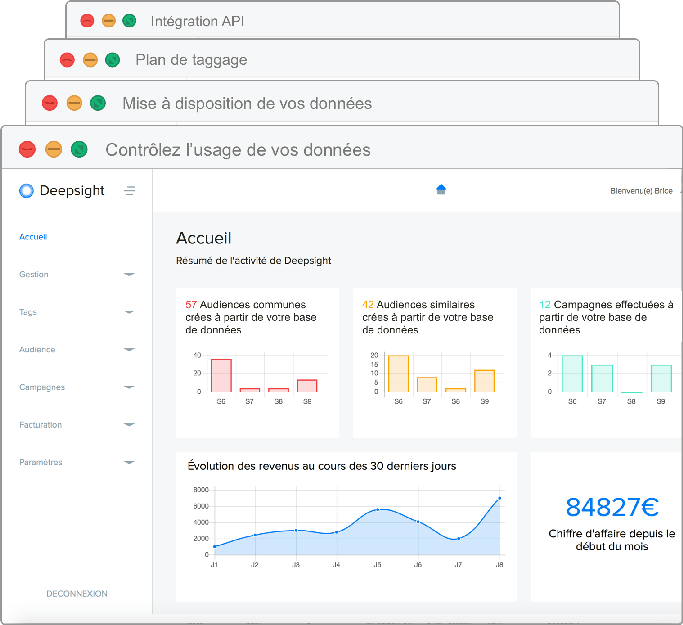 Intégration API
Plan de taggage
Mise à disposition de vos données
Contrôlez l'usage de vos données
Deepsight
Bienvenu(e) Brice
Accueil
Gestion
Tags
Audience
Campagnes
Facturation
Paramètres
DECONNEXION
Accueil
Résumé de l'activité de Deepsight
57 Audiences communes
crées à partir de votre base
de données
40
20
0
S6 S7 S8 S9
42 Audiences similaires
crées à partir de votre base
de données
20
15
10
5
0
S6 S7 S8 S9
12 Campagnes effectuées à
partir de votre base de
données
4
2
0
S6 S7 S8 S9
Évolution des revenus au cours des 30 derniers jours
8000
6000
4000
2000
0
J1 J2 J3 J4 J5 J6 J7 J8
84827€
Chiffre d'affaire depuis le
début du mois